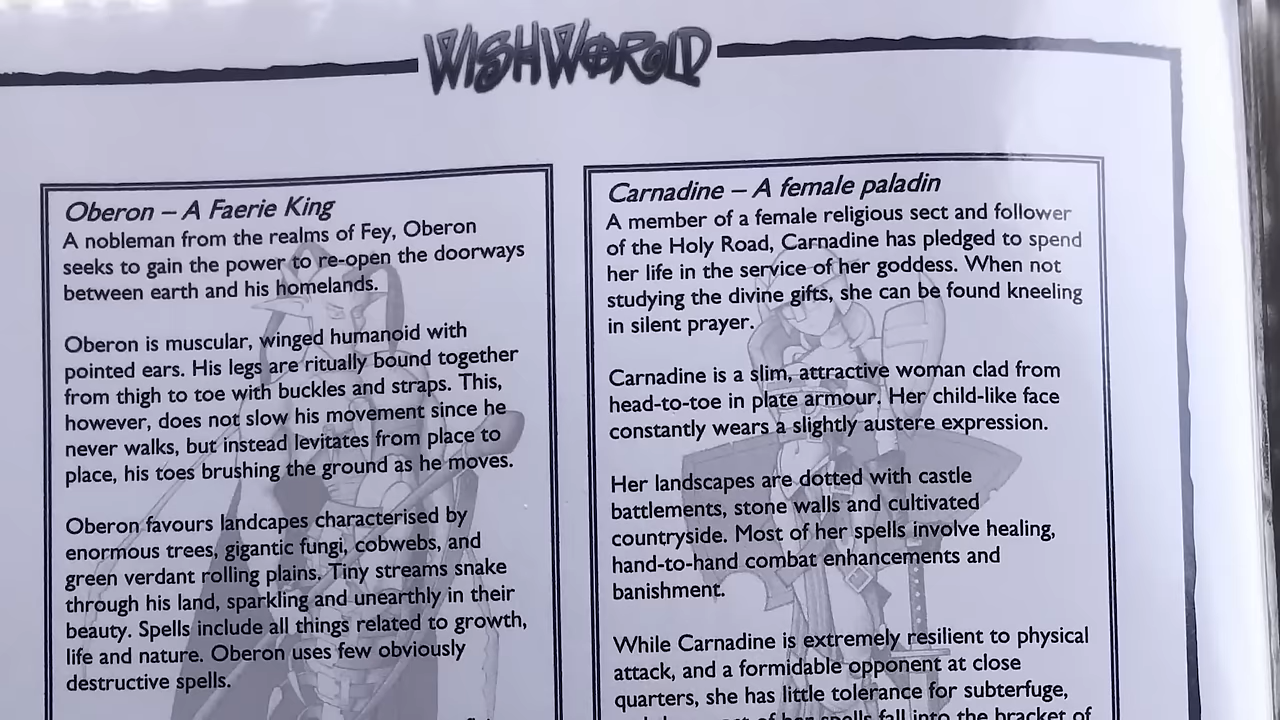 WISHWORLD
Oberon – A Faerie King
A nobleman from the realms of Fey, Oberon
seeks to gain the power to re-open the doorways
between earth and his homelands.
Oberon is muscular, winged humanoid with
pointed ears. His legs are ritually bound together
from thigh to toe with buckles and straps. This,
however, does not slow his movement since he
never walks, but instead levitates from place to
place, his toes brushing the ground as he moves.
Oberon favours landcapes characterised by
enormous trees, gigantic fungi, cobwebs, and
green verdant rolling plains. Tiny streams snake
through his land, sparkling and unearthly in their
beauty. Spells include all things related to growth,
life and nature. Oberon uses few obviously
destructive spells.
Carnadine – A female paladin
A member of a female religious sect and follower
of the Holy Road, Carnadine has pledged to spend
her life in the service of her goddess. When not
studying the divine gifts, she can be found kneeling
in silent prayer.
Carnadine is a slim, attractive woman clad from
head-to-toe in plate armour. Her child-like face
constantly wears a slightly austere expression.
Her landscapes are dotted with castle
battlements, stone walls and cultivated
countryside. Most of her spells involve healing,
hand-to-hand combat enhancements and
banishment.
While Carnadine is extremely resilient to physical
attack, and a formidable opponent at close
quarters, she has little tolerance for subterfuge,
of her spells fall into the bracket of